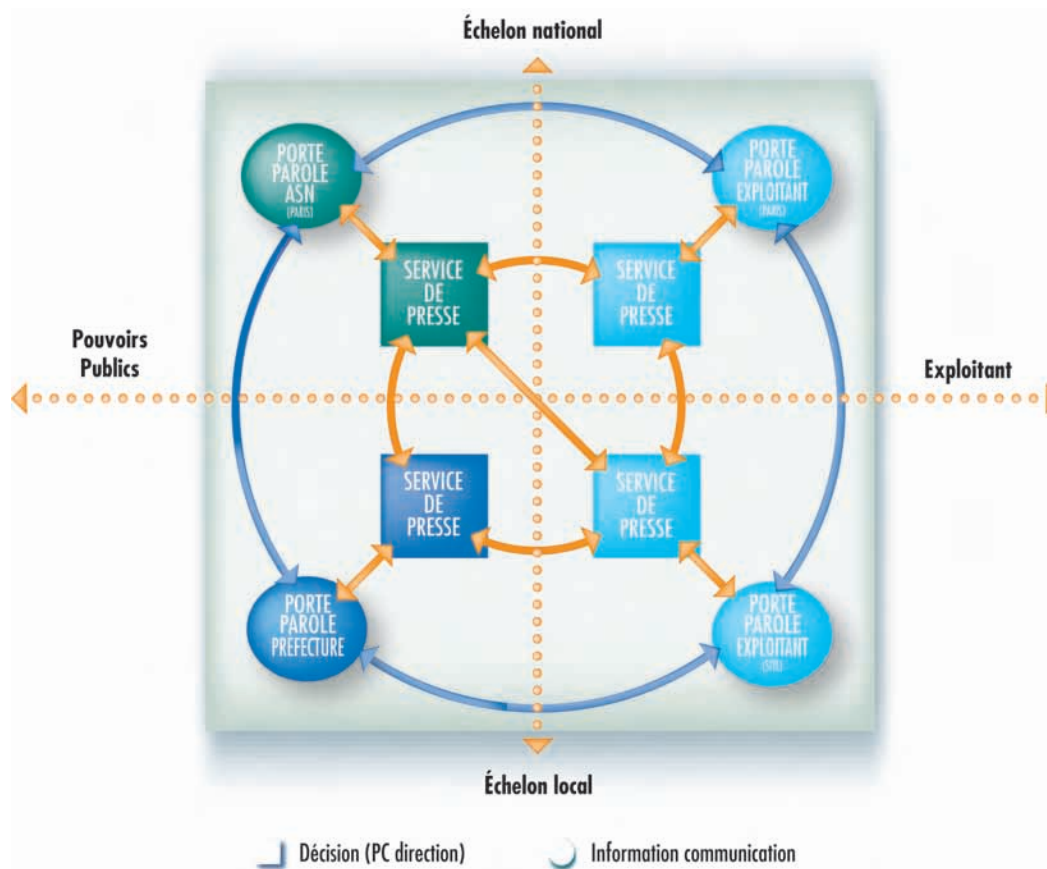 Échelon national
PORTE
PAROLE
ASN
(PARIS)
PORTE
PAROLE
EXPLOITANT
(PARIS)
SERVICE
DE
PRESSE
SERVICE
DE
PRESSE
Pouvoirs
Publics
Exploitant
SERVICE
DE
PRESSE
SERVICE
DE
PRESSE
PORTE
PAROLE
PREFECTURE
PORTE
PAROLE
EXPLOITANT
(SITE)
Échelon local
Décision (PC direction)
Information communication